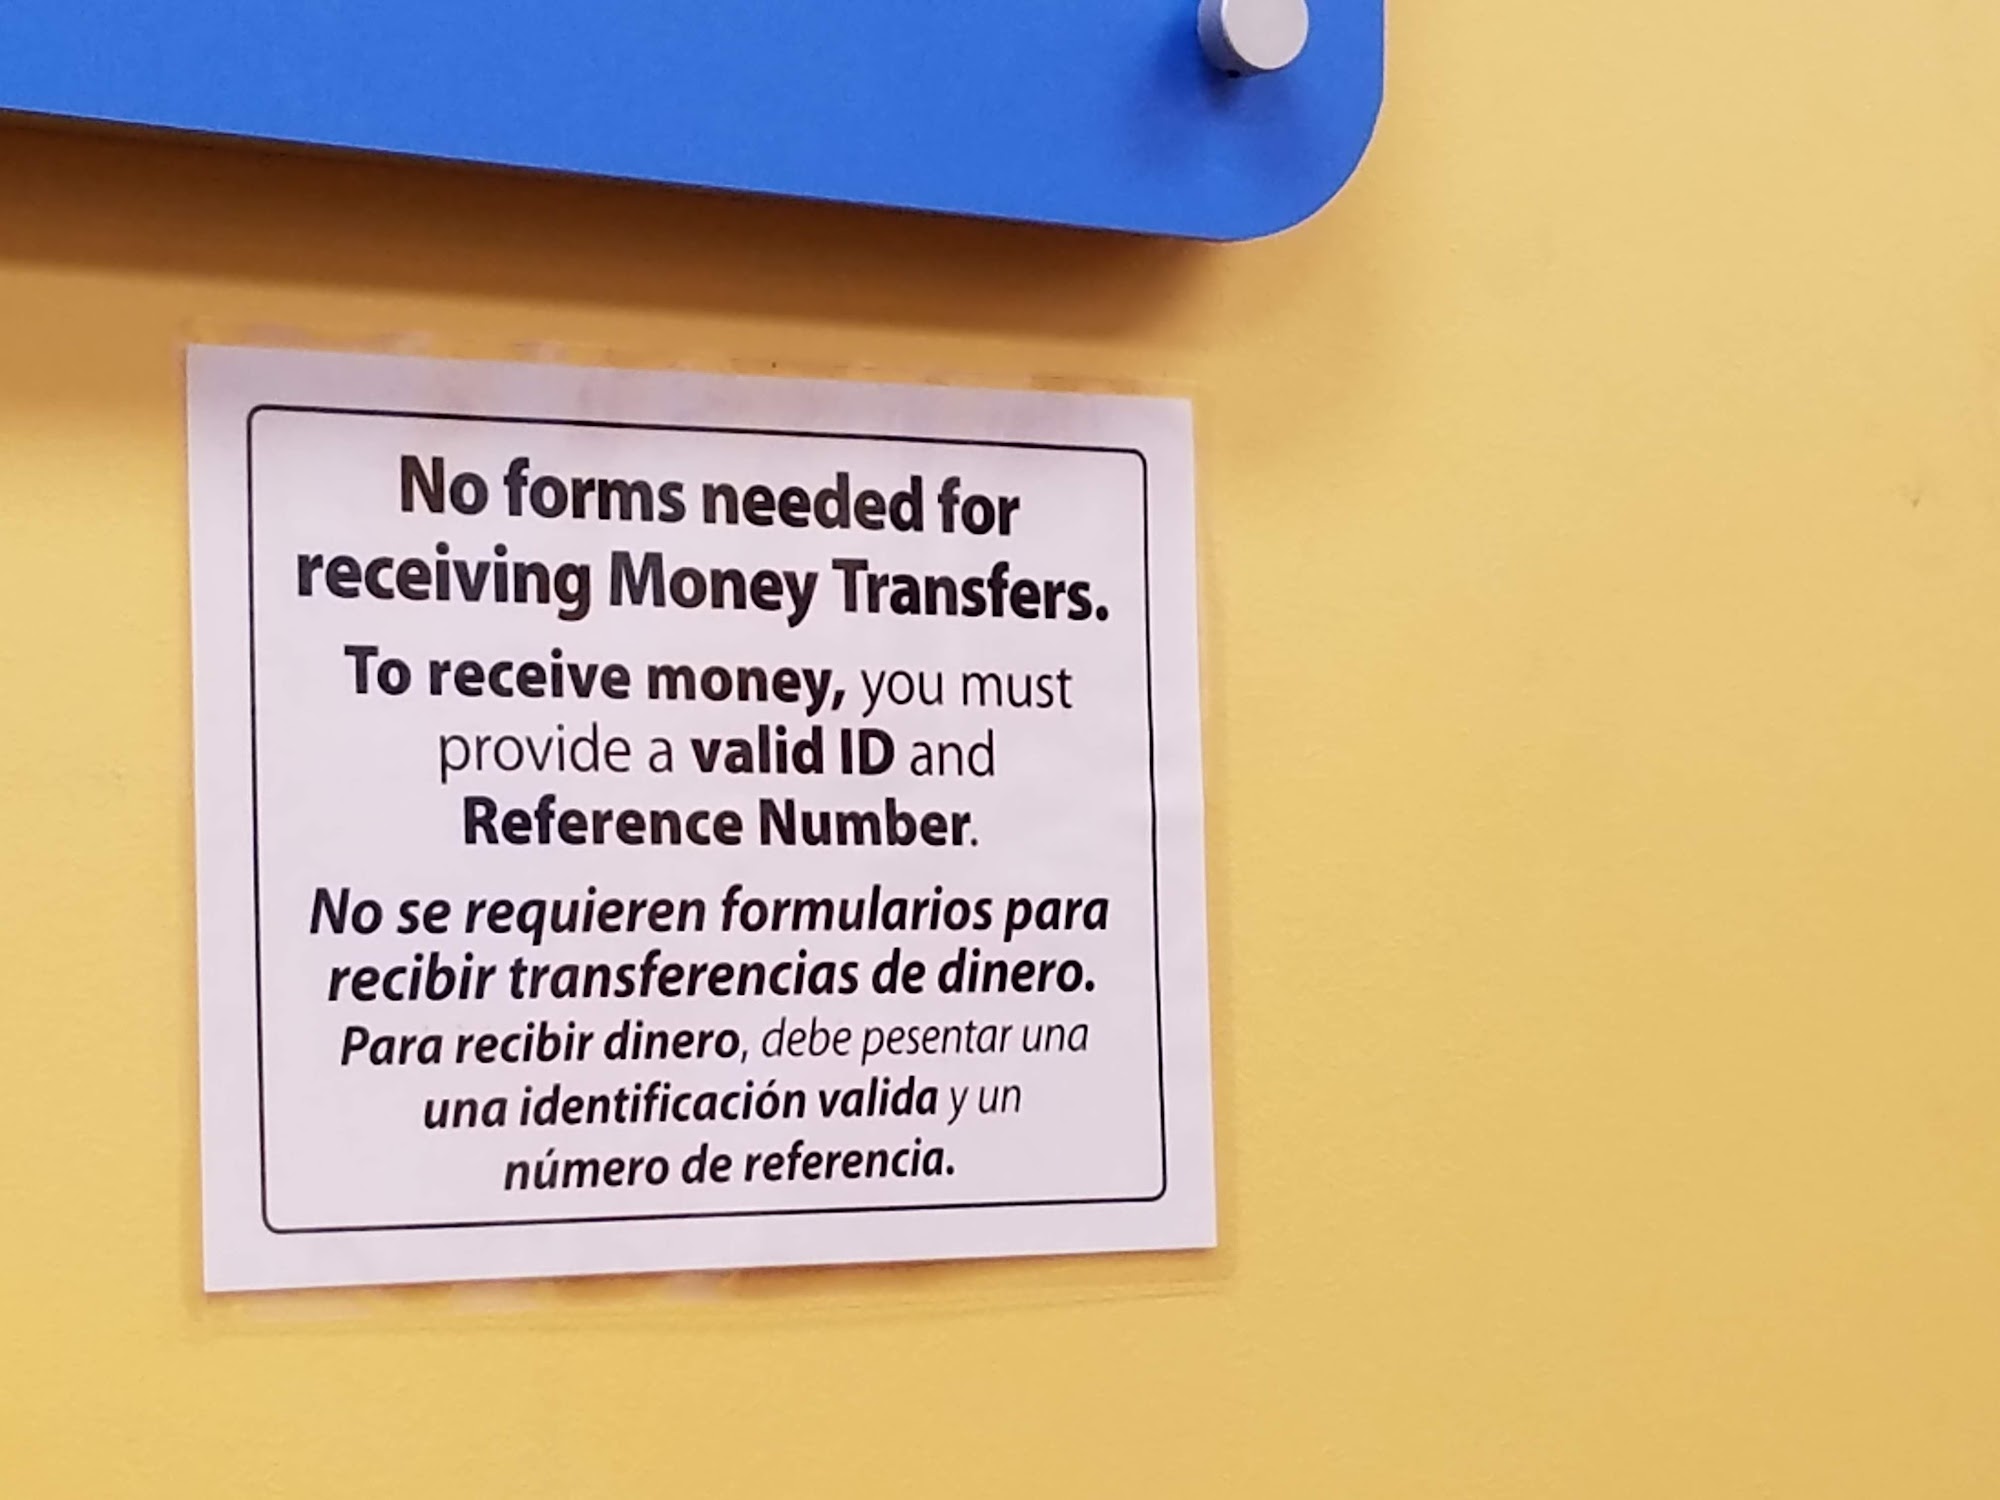 No forms needed for
receiving Money Transfers.
To receive money, you must
provide a valid ID and
Reference Number.
No se requieren formularios para
recibir transferencias de dinero.
Para recibir dinero, debe pesentar una
una identificación valida y un
número de referencia.